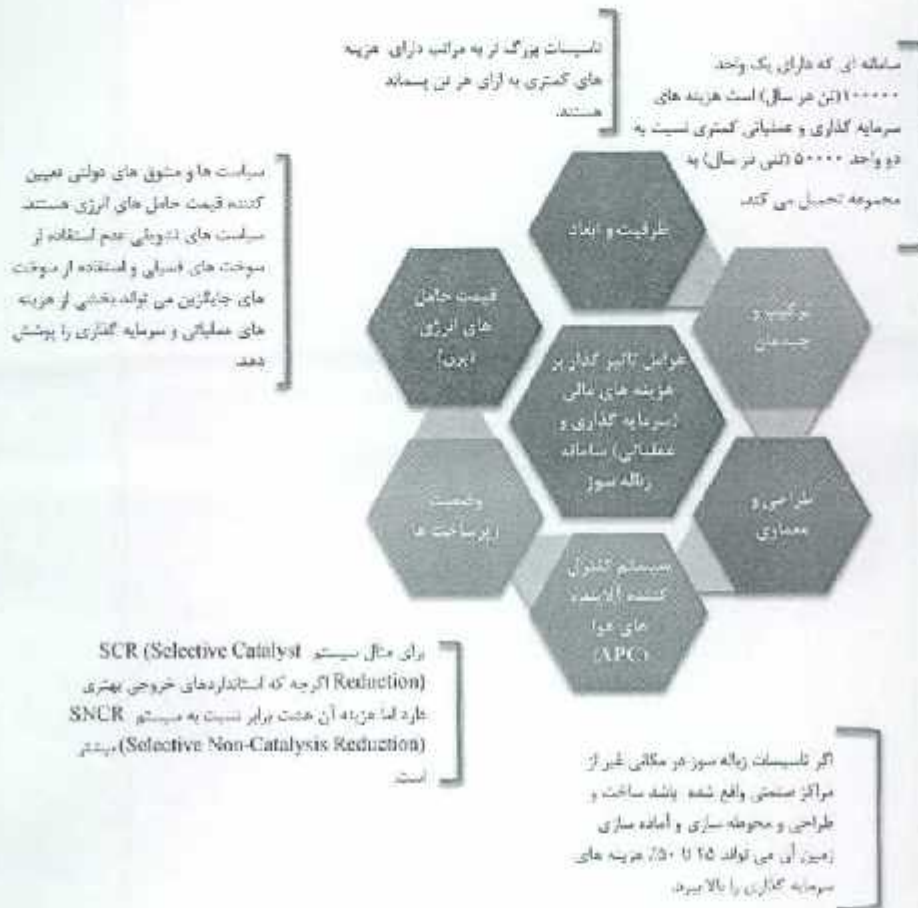 تاسیسات بزرگ تر به مراتب دارای هزینه
های کمتری به ازای هر تن پسماند
هستند.
سامانه ای که دارای یک واحد
۱۰۰۰۰۰(تن در سال) است هزینه های
سرمایه گذاری و عملیاتی کمتری نسبت به
دو واحد ۵۰۰۰۰ (تنی در سال) به
مجموعه تحمیل می کند.
سیاست ها و مشوق های دولتی تعیین
کننده قیمت حامل های انرژی هستند.
سیاست های تشویقی عدم استفاده از
سوخت های فسیلی و استفاده از سوخت
های جایگزین می تواند بخشی از هزینه
های عملیاتی و سرمایه گذاری را پوشش
دهد.
ظرفیت و ابعاد
قیمت حامل
های انرژی
ترکیب و
چیدمان
عوامل تاثیر گذار بر
هزینه های مالی
(سرمایه گذاری و
عملیاتی) سامانه
زباله سوز
طراحی و
معماری
وضعیت
زیرساخت ها
سیستم کنترل
کننده آلاینده
های هوا
(APC)
برای مثال سیستم SCR (Selective Catalyst
Reduction) اگرچه که استانداردهای خروجی بهتری
دارد اما هزینه آن هشت برابر نسبت به سیستم SNCR
(Selective Non-Catalysis Reduction) بیشتر
است.
اگر تاسیسات زباله سوز در مکانی غیر از
مراکز صنعتی واقع شده باشد ساخت و
طراحی و محوطه سازی و آماده سازی
زمین آن می تواند ۲۵ تا ۵۰٪ هزینه های
سرمایه گذاری را بالا ببرد.